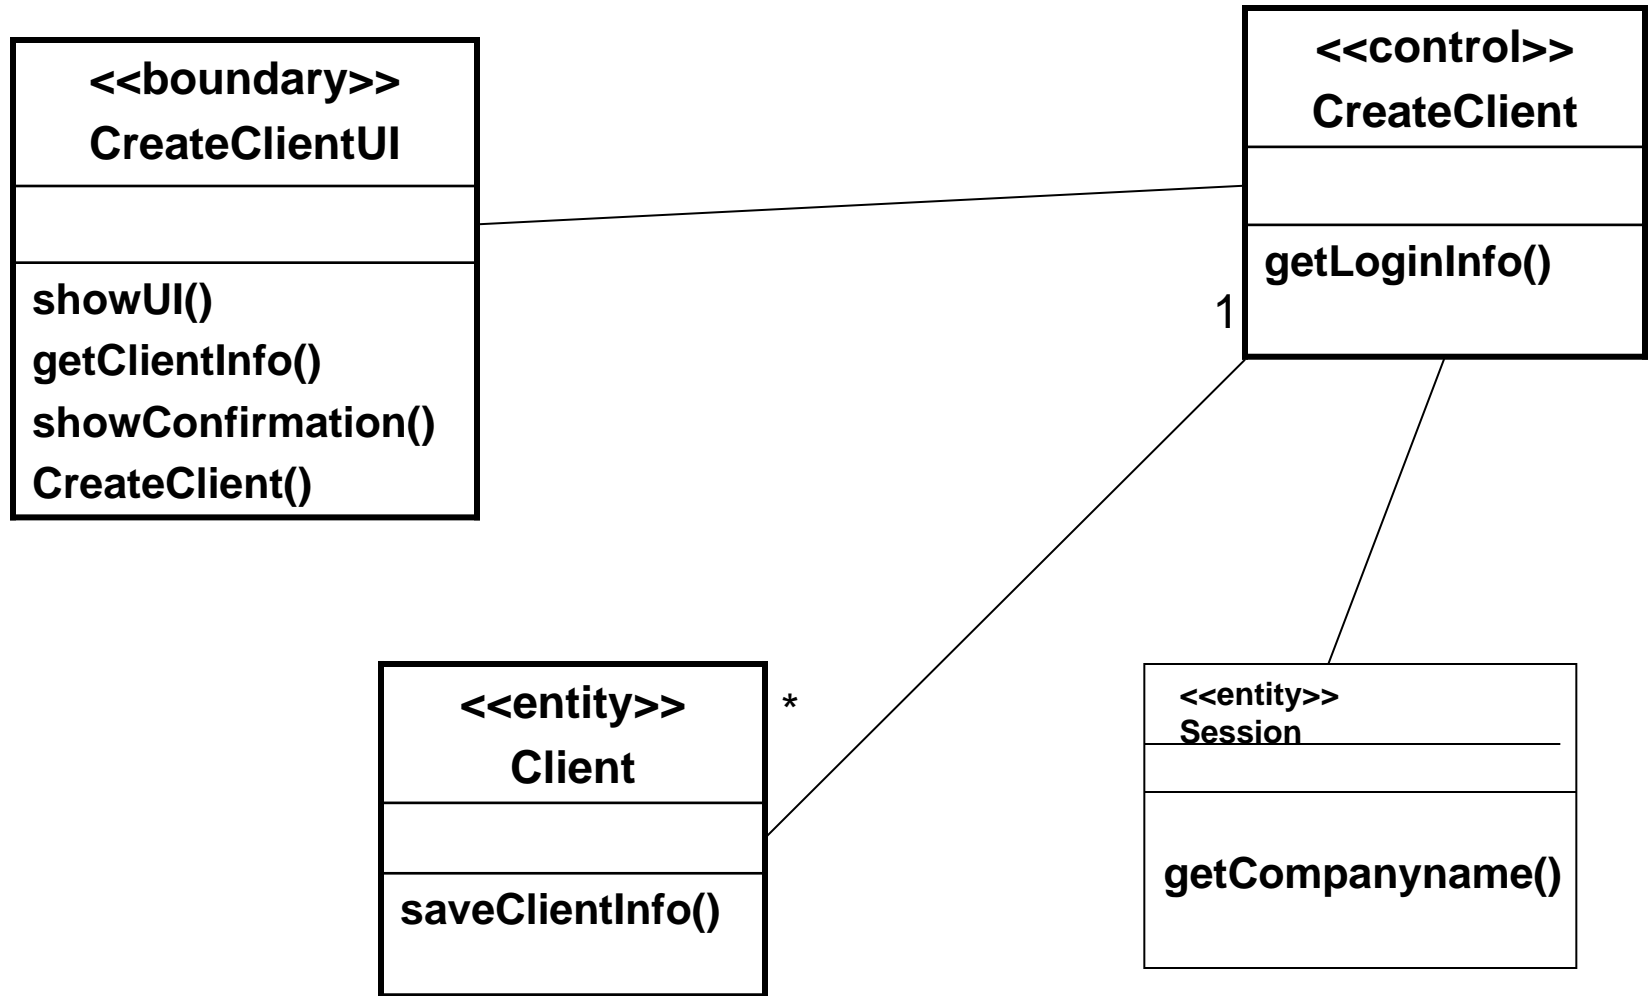 <<boundary>>
CreateClientUI
showUI()
getClientInfo()
showConfirmation()
CreateClient()
<<control>>
CreateClient
getLoginInfo()
1
*
<<entity>>
Client
saveClientInfo()
<<entity>>
Session
getCompanyname()